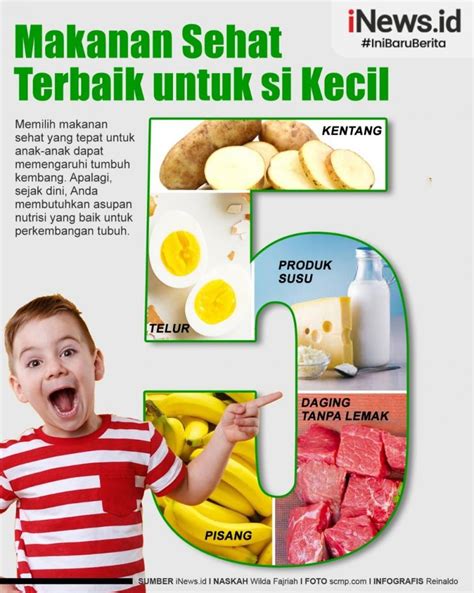 iNews.id
#IniBaruBerita
Makanan Sehat
Terbaik untuk si Kecil
Memilih makanan
sehat yang tepat untuk
anak-anak dapat
memengaruhi tumbuh
kembang. Apalagi,
sejak dini, Anda
membutuhkan asupan
nutrisi yang baik untuk
perkembangan tubuh.
KENTANG
TELUR
PRODUK
SUSU
DAGING
TANPA LEMAK
PISANG
5
SUMBER iNews.id I NASKAH Wilda Fajriah I FOTO scmp.com I INFOGRAFIS Reinaldo